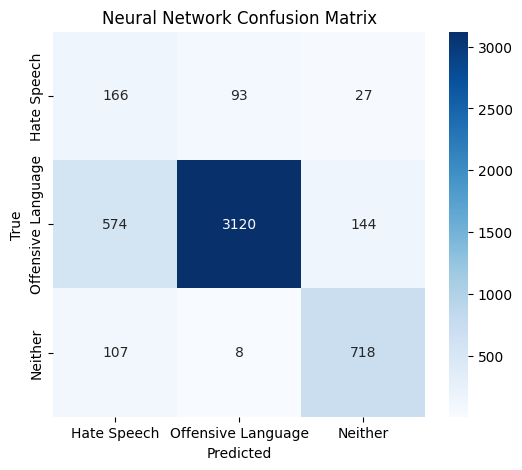 Neural Network Confusion Matrix
True
Hate Speech
166 93 27
Offensive Language
574 3120 144
Neither
107 8 718
Hate Speech Offensive Language Neither
Predicted
3000
2500
2000
1500
1000
500